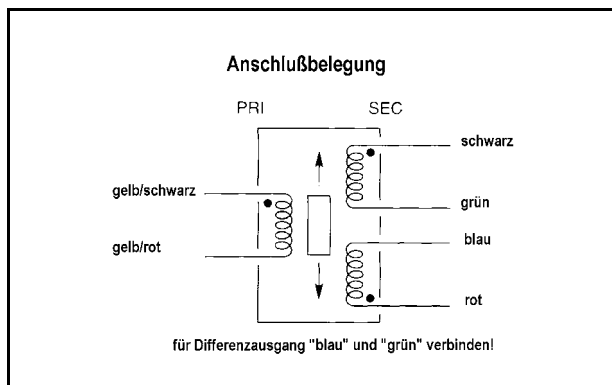 Anschlußbelegung
PRI SEC
schwarz
gelb/schwarz
grün
blau
gelb/rot
rot
für Differenzausgang "blau" und "grün" verbinden!